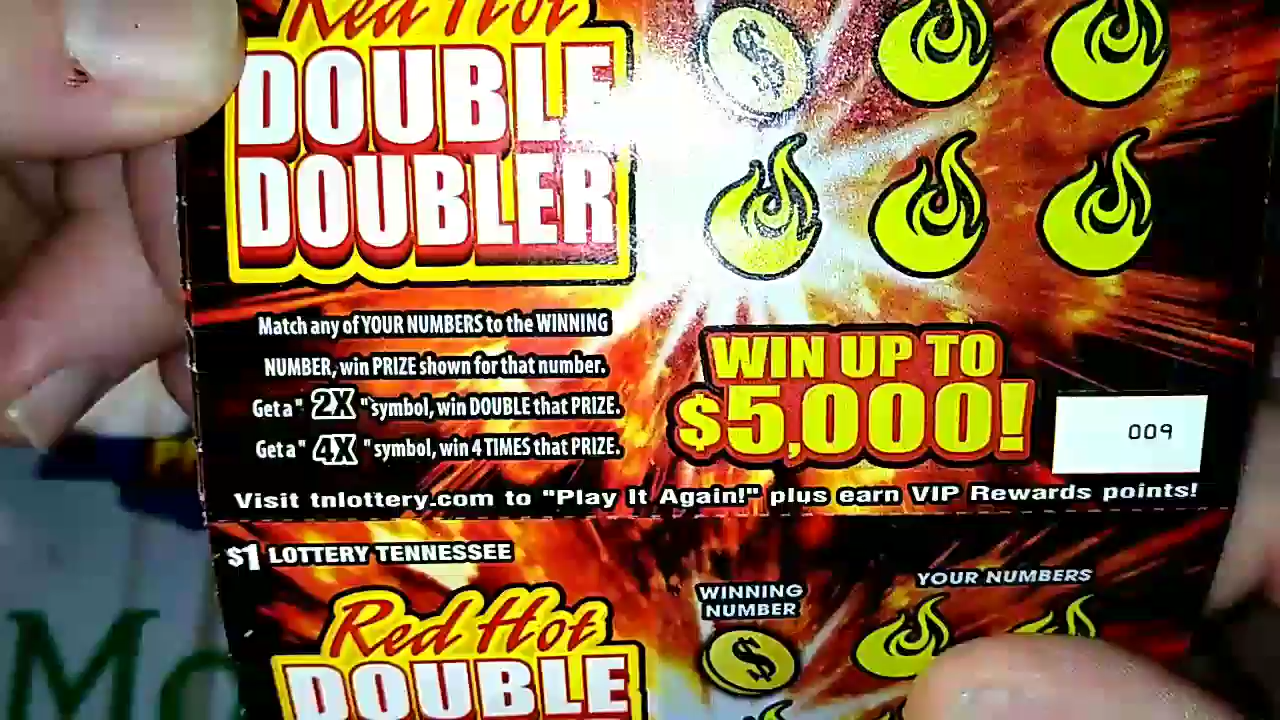 Red Hot
DOUBLE
DOUBLER
Match any of YOUR NUMBERS to the WINNING
NUMBER, win PRIZE shown for that number.
Get a " 2X " symbol, win DOUBLE that PRIZE.
Get a " 4X " symbol, win 4 TIMES that PRIZE.
WIN UP TO
$5,000!
009
Visit tnlottery.com to "Play It Again!" plus earn VIP Rewards points!
$1 LOTTERY TENNESSEE
Red Hot
DOUBLE
WINNING
NUMBER
YOUR NUMBERS
$
$
Mo